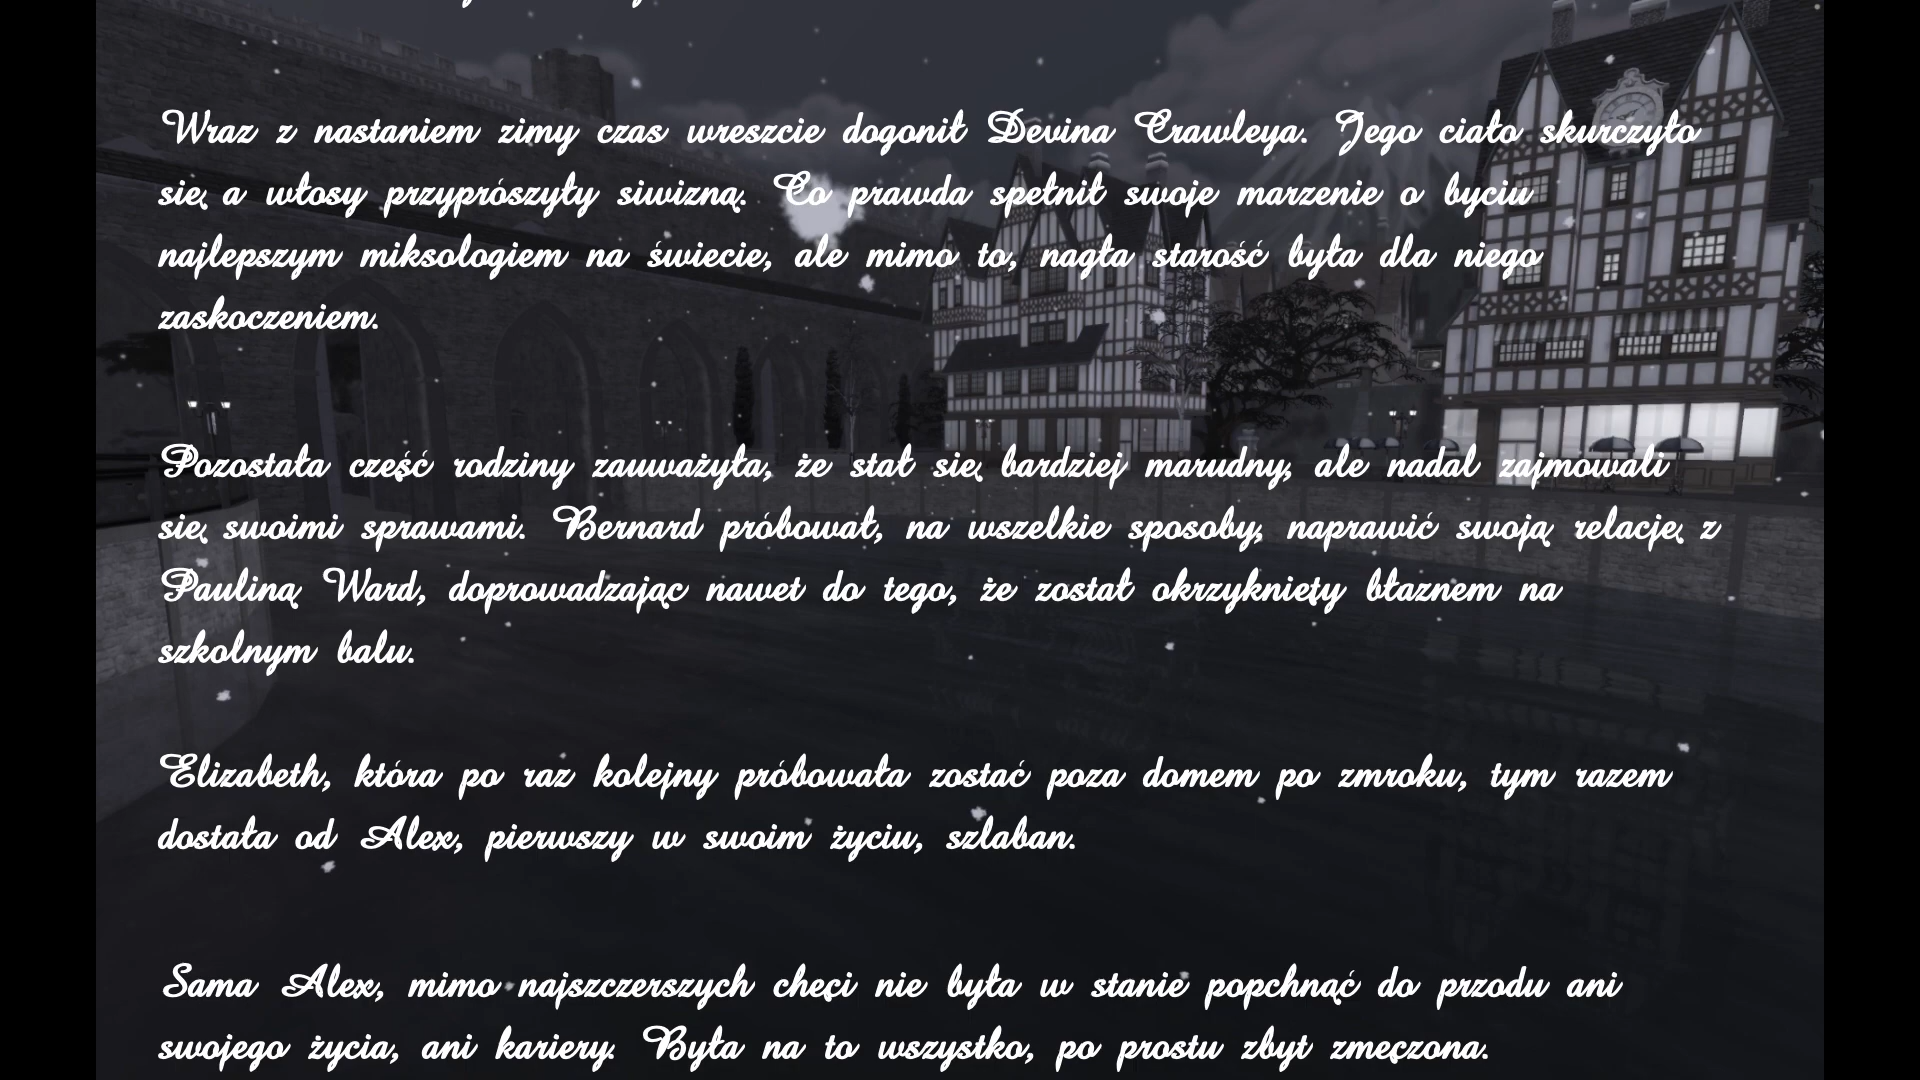 Wraz z nastaniem zimy czas wreszcie dogonił Devina Crawleya. Jego ciało skurczyło
się a włosy przyprószyły siwizną. Co prawda spełnił swoje marzenie o byciu
najlepszym miksologiem na świecie, ale mimo to, nagła starość była dla niego
zaskoczeniem.
Pozostała część rodziny zauważyła, że stał się bardziej marudny, ale nadal zajmowali
się swoimi sprawami. Bernard próbował, na wszelkie sposoby, naprawić swoją relację z
Pauliną Ward, doprowadzając nawet do tego, że został okrzyknięty błaznem na
szkolnym balu.
Elizabeth, która po raz kolejny próbowała zostać poza domem po zmroku, tym razem
dostała od Alex, pierwszy w swoim życiu, szlaban.
Sama Alex, mimo najszczerszych chęci nie była w stanie popchnąć do przodu ani
swojego życia, ani kariery. Była na to wszystko, po prostu zbyt zmęczona.